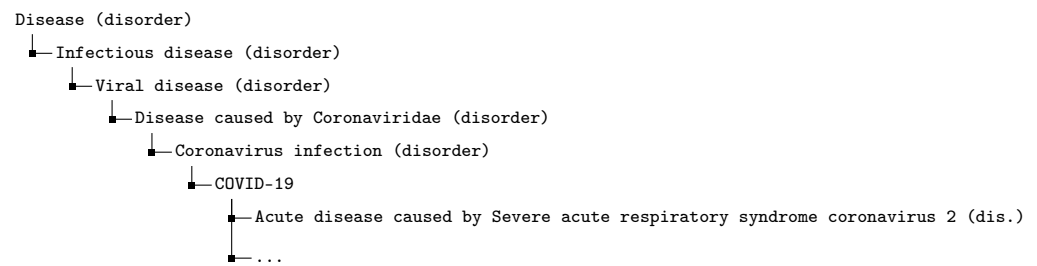 Disease (disorder)
Infectious disease (disorder)
Viral disease (disorder)
Disease caused by Coronaviridae (disorder)
Coronavirus infection (disorder)
COVID-19
Acute disease caused by Severe acute respiratory syndrome coronavirus 2 (dis.)
...